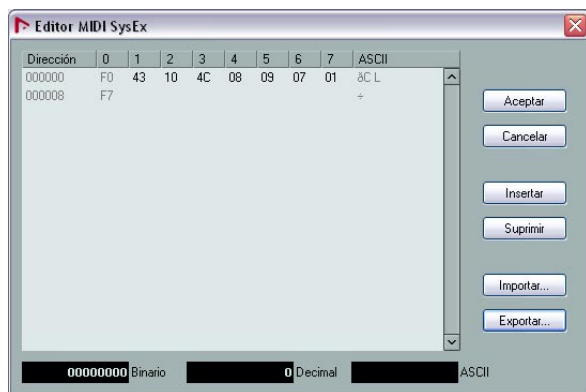 Editor MIDI SysEx
Dirección 0 1 2 3 4 5 6 7 ASCII
000000 F0 43 10 4C 08 09 07 01 ðC L
000008 F7 ÷
Aceptar
Cancelar
Insertar
Suprimir
Importar...
Exportar...
00000000 Binario 0 Decimal ASCII